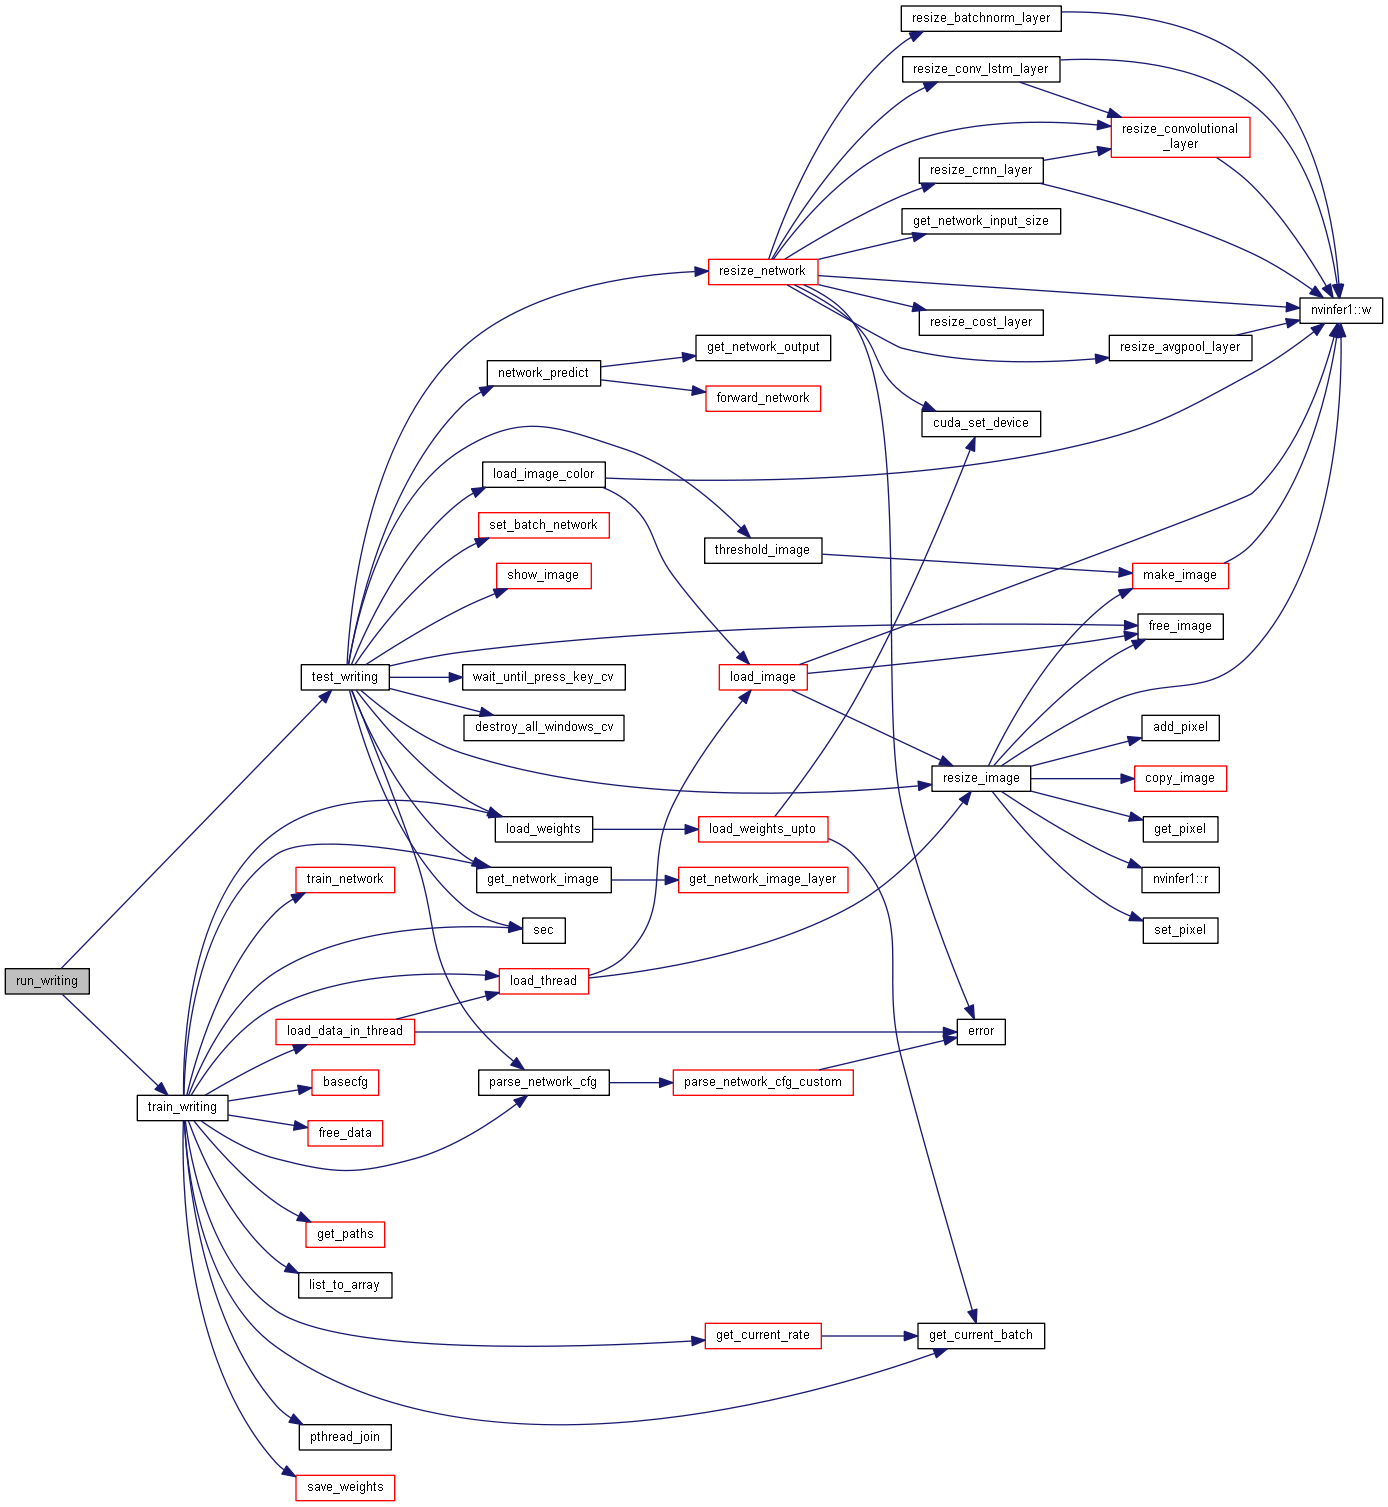 resize_batchnorm_layer
resize_conv_lstm_layer
resize_convolutional
_layer
resize_crnn_layer
get_network_input_size
resize_network
nvinfer1::w
resize_cost_layer
get_network_output
resize_avgpool_layer
network_predict
forward_network
cuda_set_device
load_image_color
set_batch_network
threshold_image
show_image
make_image
free_image
test_writing
wait_until_press_key_cv
load_image
destroy_all_windows_cv
add_pixel
resize_image
copy_image
load_weights
load_weights_upto
get_pixel
train_network
get_network_image
get_network_image_layer
nvinfer1::r
sec
set_pixel
run_writing
load_thread
load_data_in_thread
error
basecfg
parse_network_cfg
parse_network_cfg_custom
train_writing
free_data
get_paths
list_to_array
get_current_rate
get_current_batch
pthread_join
save_weights